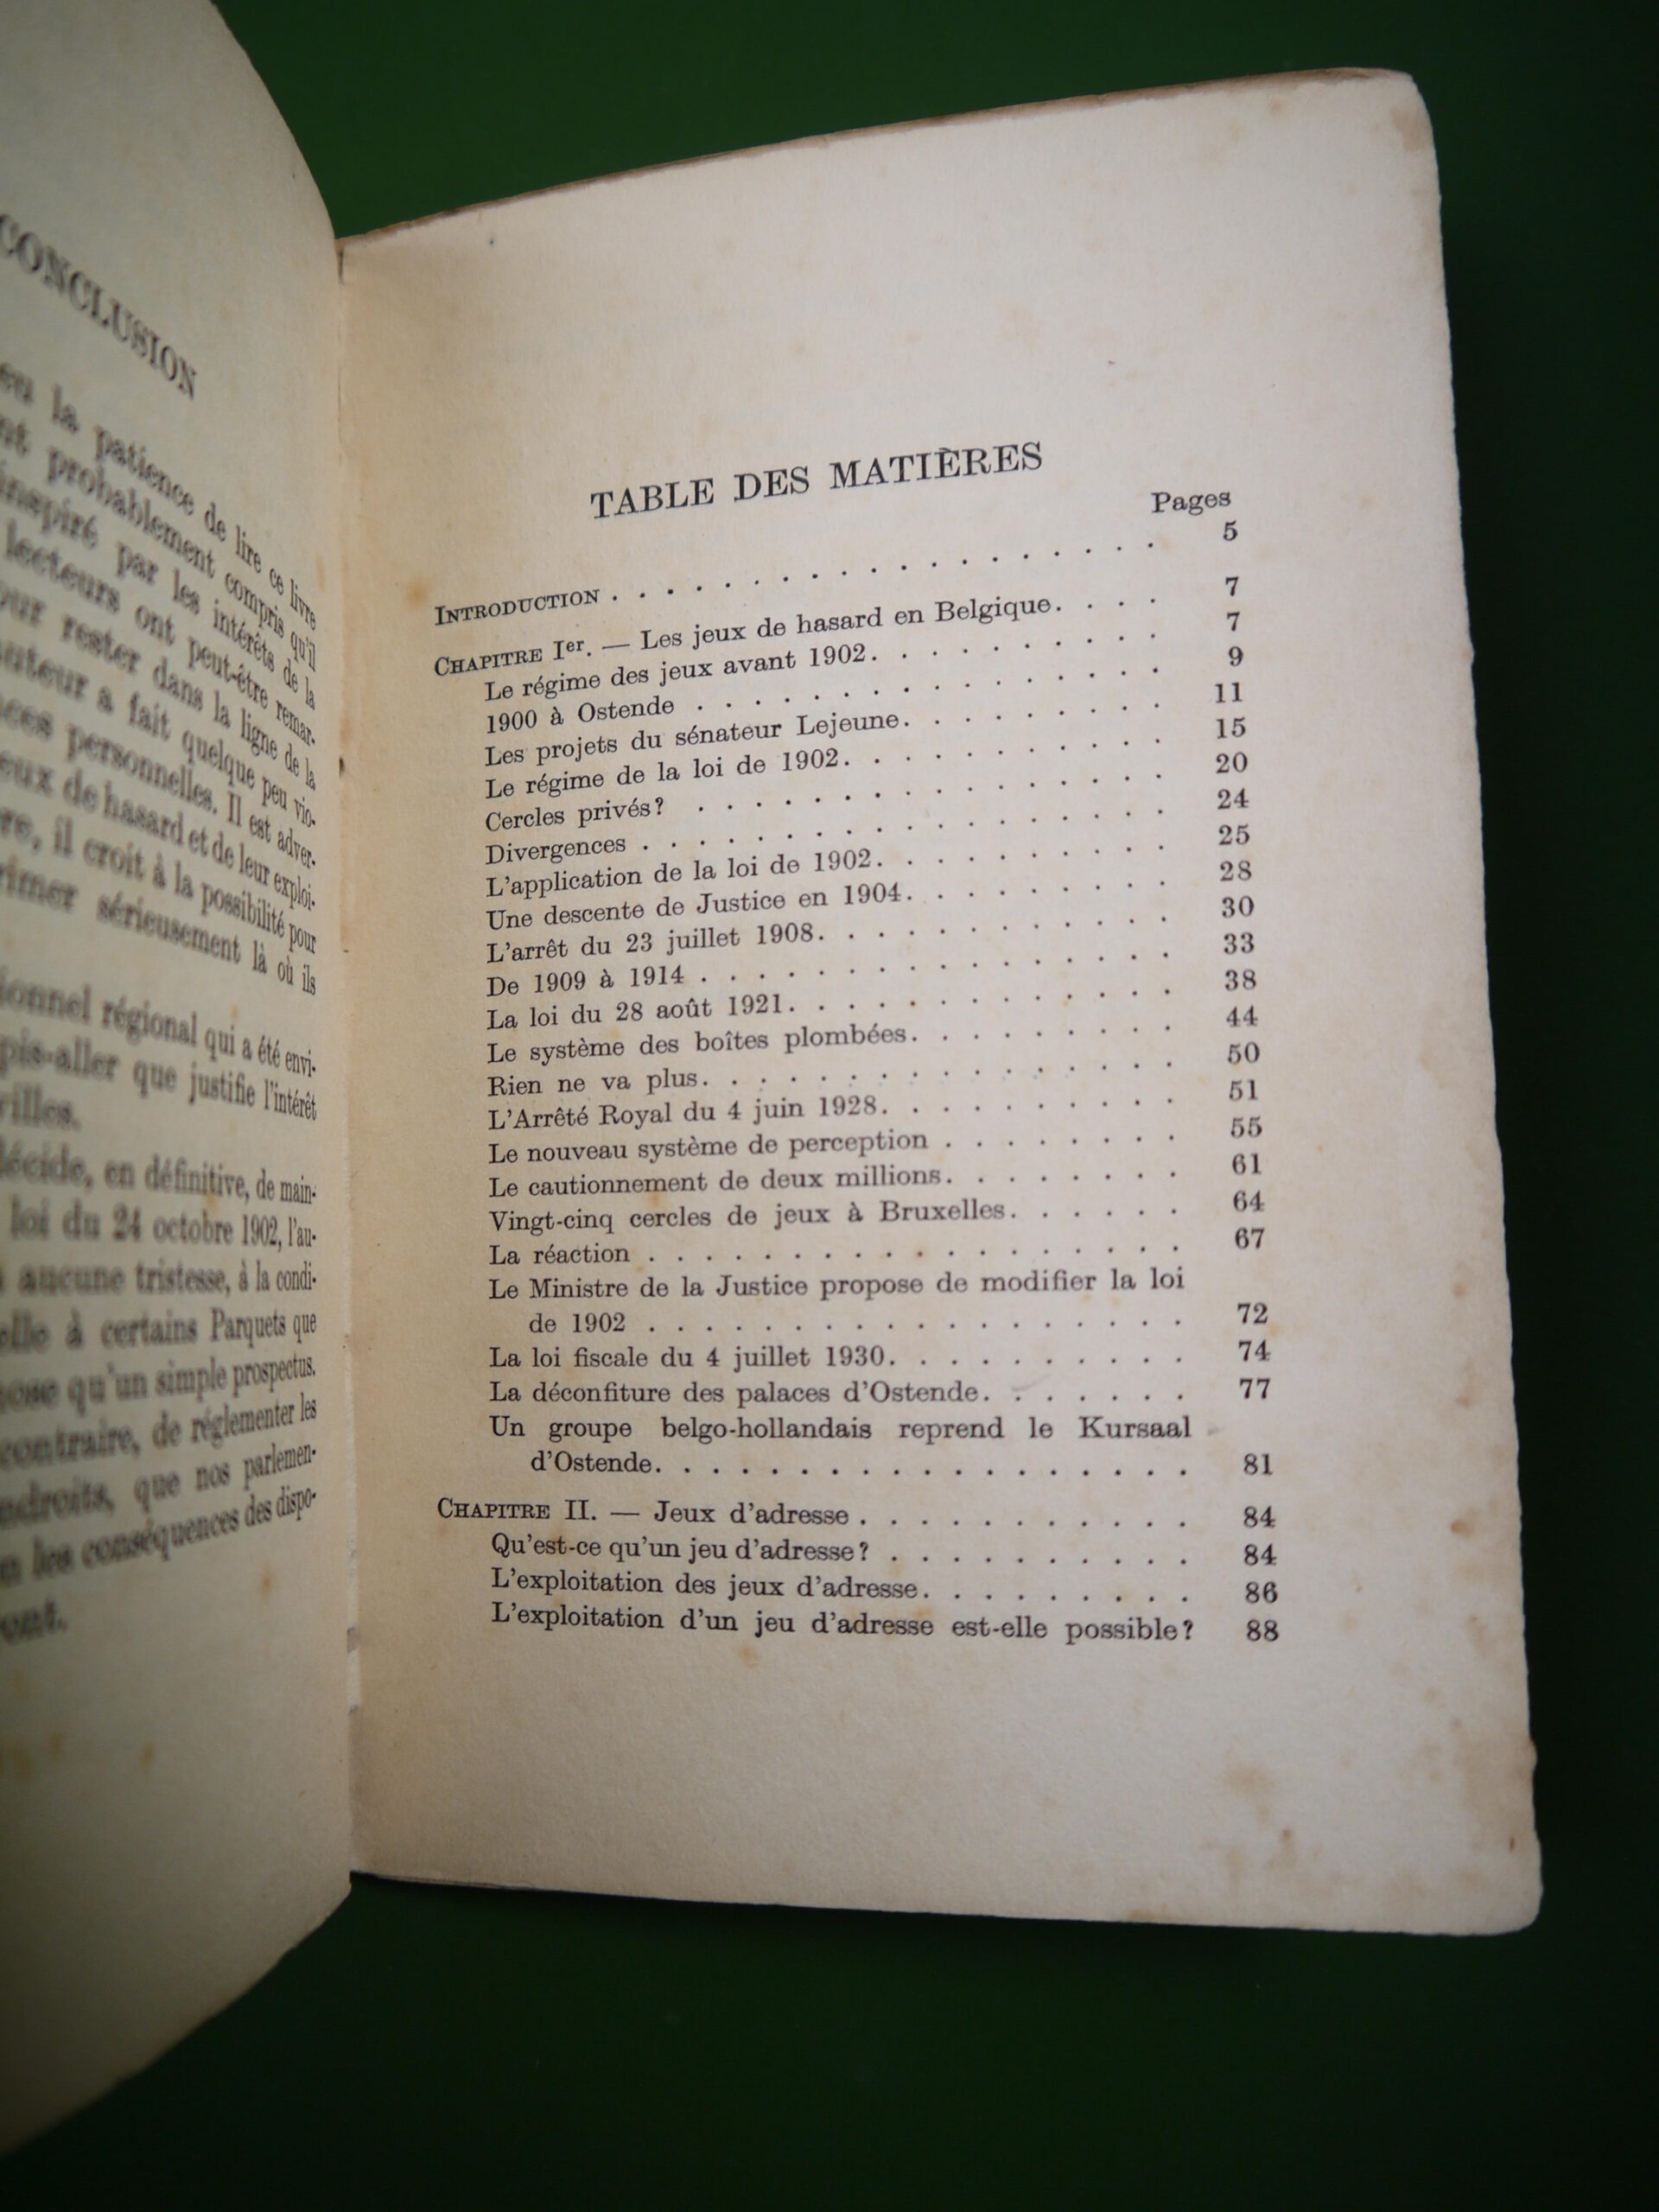 CONCLUSION
la patience de lire ce livre
probablement compris qu'il
inspiré par les intérêts de la
lecteurs ont peut-être remar-
rester dans la ligne de la
auteur a fait quelque peu vio-
personnelles. Il est adver-
de hasard et de leur exploi-
il croit à la possibilité pour
sérieusement là où ils
régional qui a été envi-
pis-aller que justifie l'intérêt
en définitive, de main-
loi du 24 octobre 1902, l'au-
aucune tristesse, à la condi-
à certains Parquets que
qu'un simple prospectus.
contraire, de réglementer les
que nos parlemen-
les conséquences des dispo-
TABLE DES MATIÈRES
Pages
INTRODUCTION . . . . . . . . . . . . . . . . . . . 5
CHAPITRE Ier. — Les jeux de hasard en Belgique. . . . 7
Le régime des jeux avant 1902. . . . . . . . . . . 7
1900 à Ostende . . . . . . . . . . . . . . . . . 9
Les projets du sénateur Lejeune. . . . . . . . . . 11
Le régime de la loi de 1902. . . . . . . . . . . . 15
Cercles privés? . . . . . . . . . . . . . . . . . 20
Divergences . . . . . . . . . . . . . . . . . . . 24
L'application de la loi de 1902. . . . . . . . . . . 25
Une descente de Justice en 1904. . . . . . . . . . 28
L'arrêt du 23 juillet 1908. . . . . . . . . . . . . 30
De 1909 à 1914 . . . . . . . . . . . . . . . . . 33
La loi du 28 août 1921. . . . . . . . . . . . . . 38
Le système des boîtes plombées. . . . . . . . . . 44
Rien ne va plus. . . . . . . . . . . . . . . . . 50
L'Arrêté Royal du 4 juin 1928. . . . . . . . . . . 51
Le nouveau système de perception . . . . . . . . 55
Le cautionnement de deux millions. . . . . . . . . 61
Vingt-cinq cercles de jeux à Bruxelles. . . . . . . 64
La réaction . . . . . . . . . . . . . . . . . . . 67
Le Ministre de la Justice propose de modifier la loi
de 1902 . . . . . . . . . . . . . . . . . . . 72
La loi fiscale du 4 juillet 1930. . . . . . . . . . . 74
La déconfiture des palaces d'Ostende. . . . . . . . 77
Un groupe belgo-hollandais reprend le Kursaal
d'Ostende. . . . . . . . . . . . . . . . . . . 81
CHAPITRE II. — Jeux d'adresse . . . . . . . . . . . . 84
Qu'est-ce qu'un jeu d'adresse? . . . . . . . . . . . 84
L'exploitation des jeux d'adresse. . . . . . . . . . 86
L'exploitation d'un jeu d'adresse est-elle possible? 88